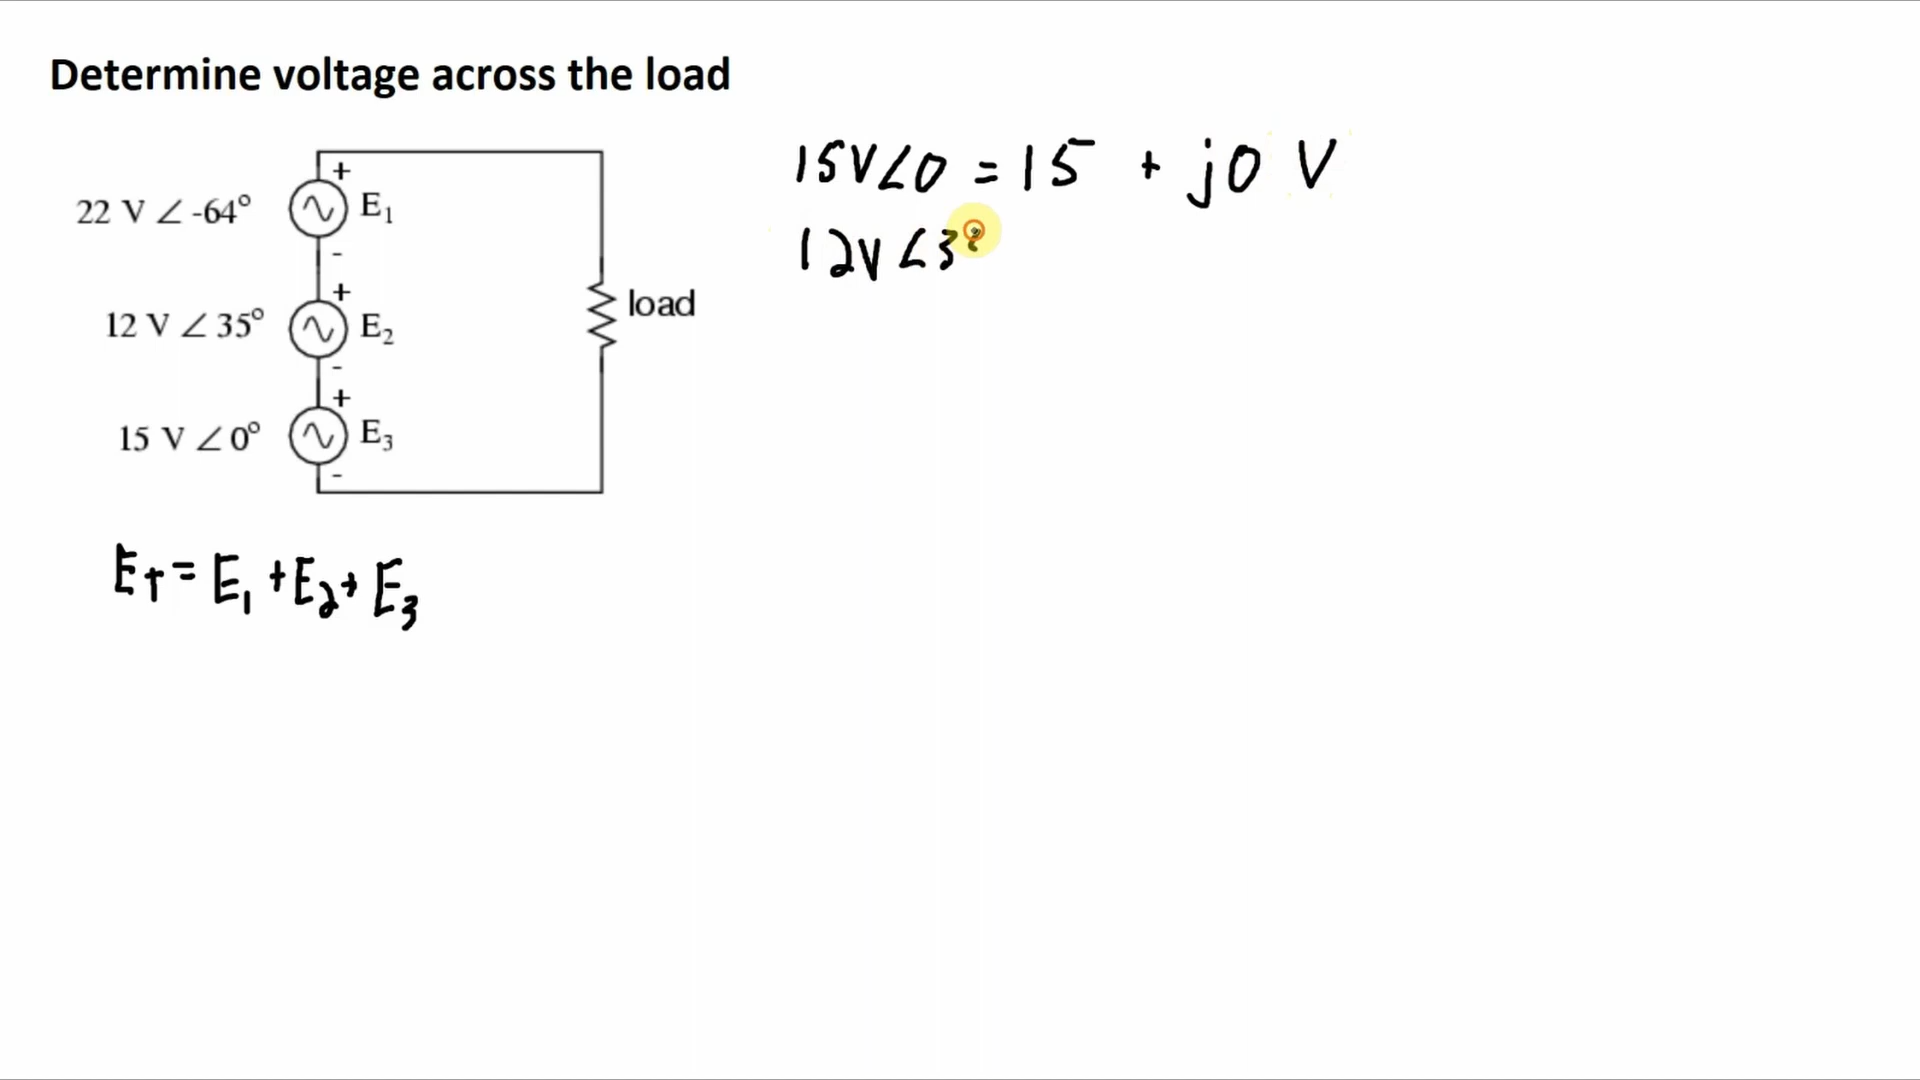 Determine voltage across the load
+
22 V ∠ -64° E₁
-
+
load
12 V ∠ 35° E₂
-
+
15 V ∠ 0° E₃
-
E_T = E₁ + E₂ + E₃
15V∠0 = 15 + j0 V
12V∠3